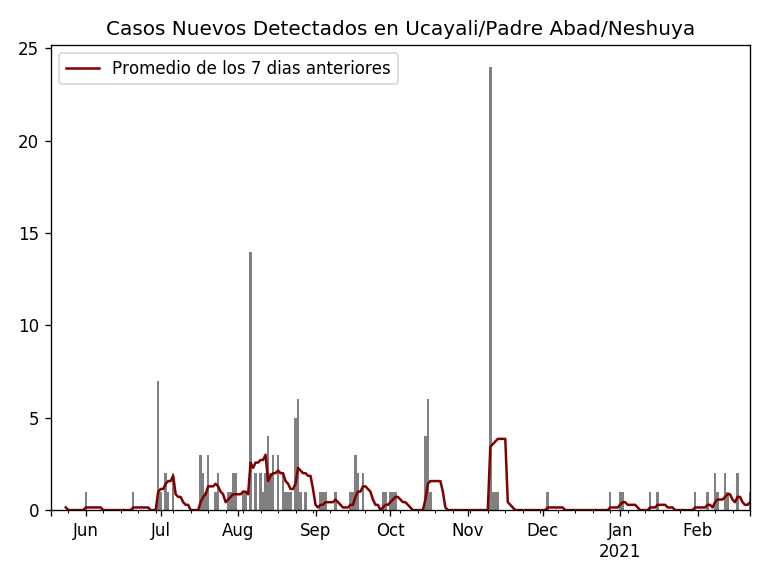 Casos Nuevos Detectados en Ucayali/Padre Abad/Neshuya
Promedio de los 7 dias anteriores
25
20
15
10
5
0
Jun Jul Aug Sep Oct Nov Dec Jan Feb
2021